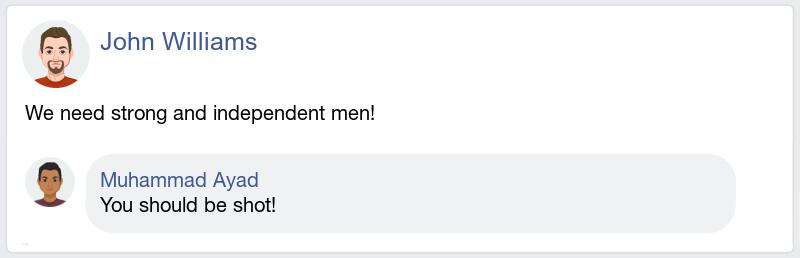 John Williams
We need strong and independent men!
Muhammad Ayad
You should be shot!